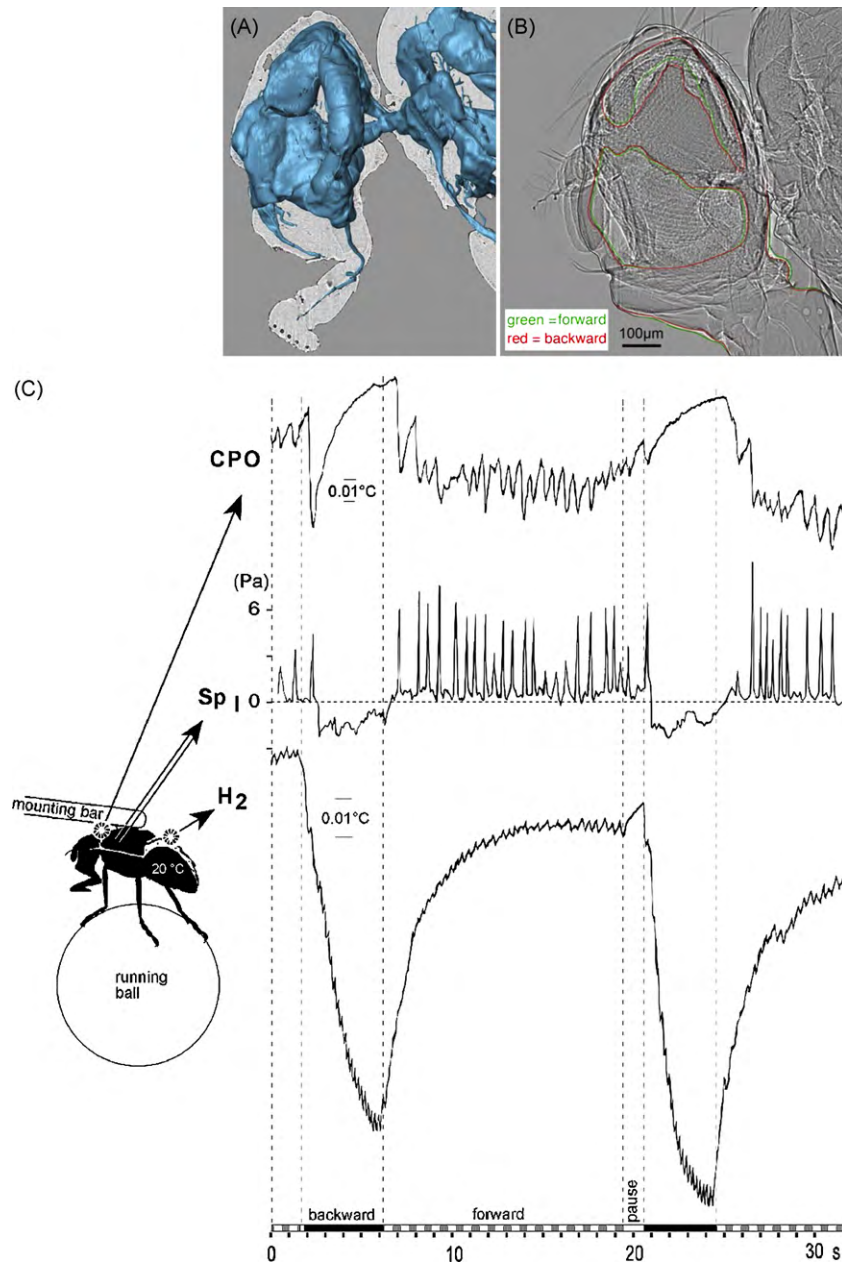 (A)
(B)
green =forward
red = backward
100µm
(C)
CPO
0.01°C
(Pa)
6
Sp I
0
H2
0.01°C
mounting bar
20 °C
running
ball
backward
forward
pause
0
10
20
30 s